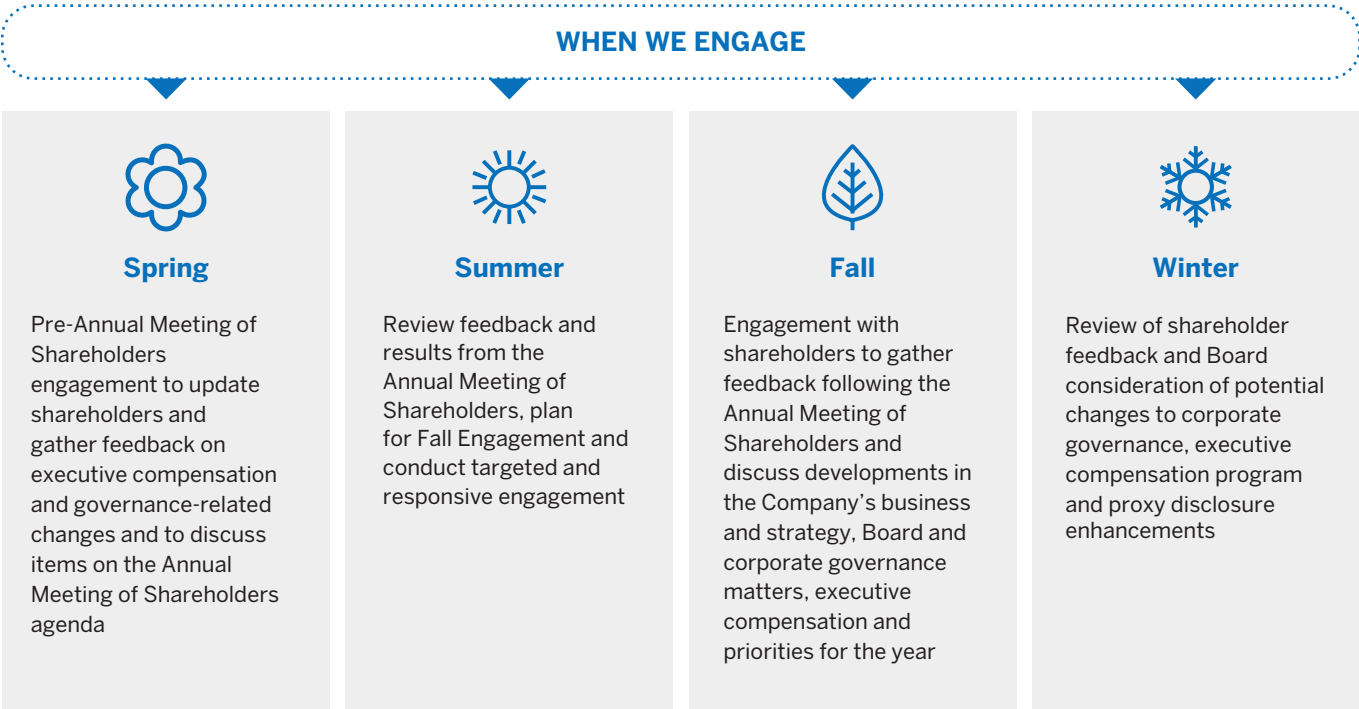 WHEN WE ENGAGE
Spring
Pre-Annual Meeting of
Shareholders
engagement to update
shareholders and
gather feedback on
executive compensation
and governance-related
changes and to discuss
items on the Annual
Meeting of Shareholders
agenda
Summer
Review feedback and
results from the
Annual Meeting of
Shareholders, plan
for Fall Engagement and
conduct targeted and
responsive engagement
Fall
Engagement with
shareholders to gather
feedback following the
Annual Meeting of
Shareholders and
discuss developments in
the Company’s business
and strategy, Board and
corporate governance
matters, executive
compensation and
priorities for the year
Winter
Review of shareholder
feedback and Board
consideration of potential
changes to corporate
governance, executive
compensation program
and proxy disclosure
enhancements